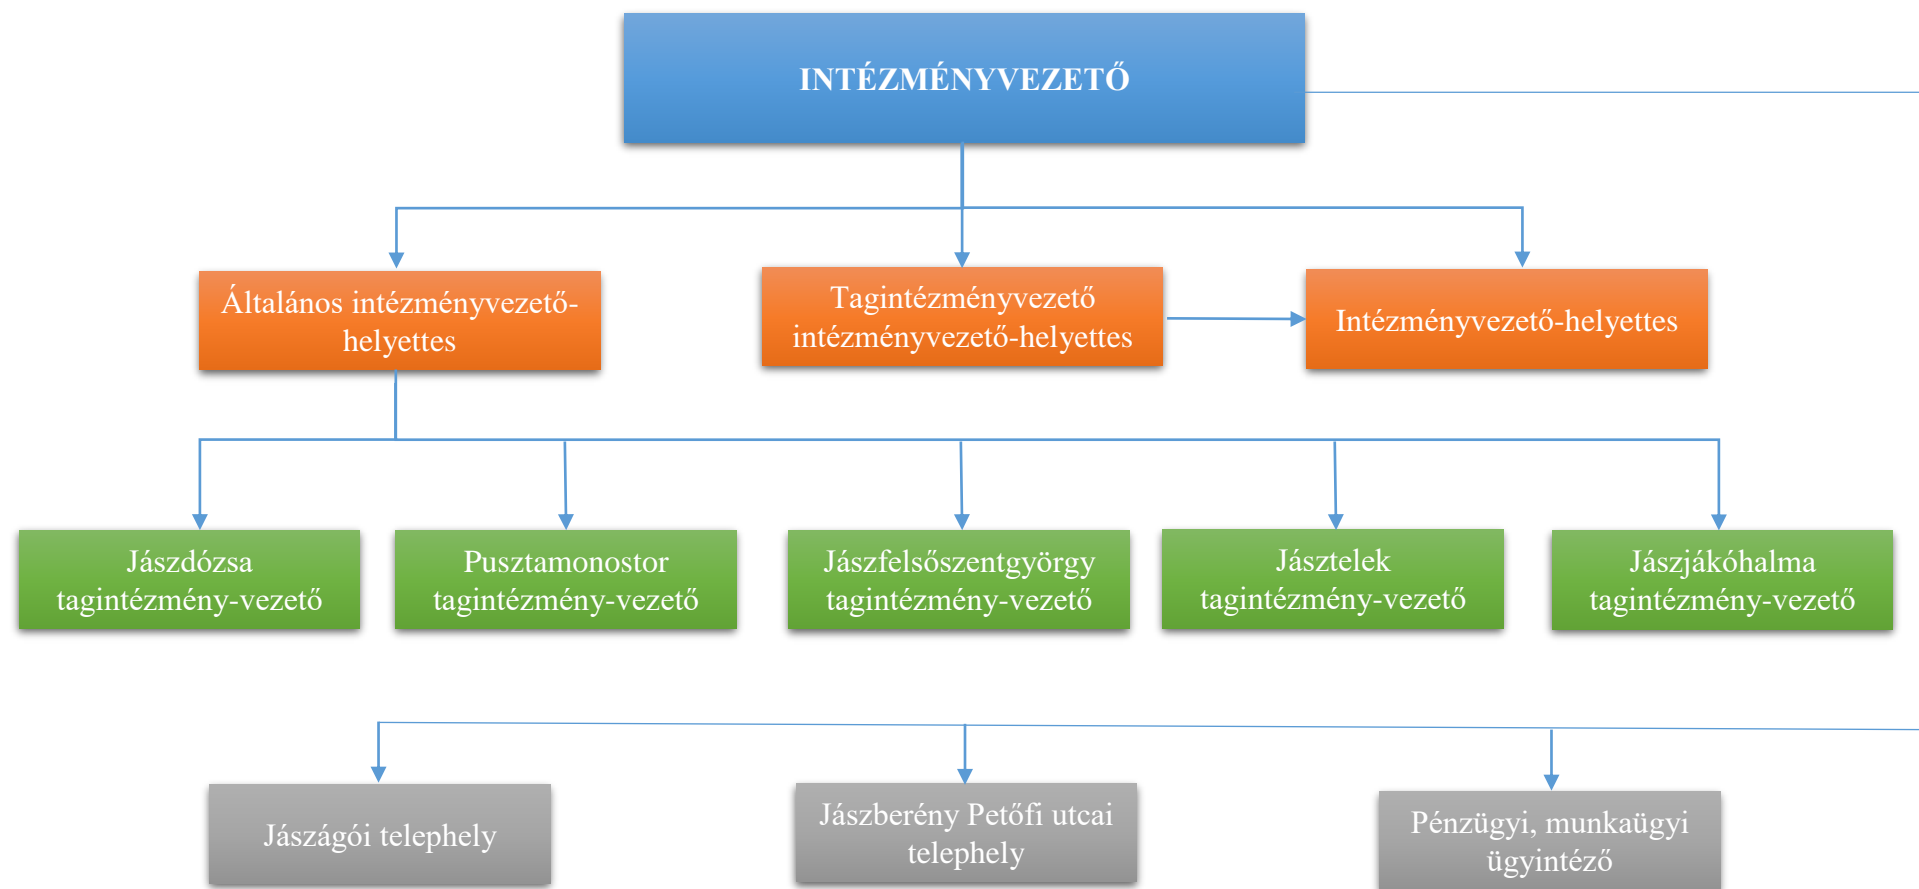 INTÉZMÉNYVEZETŐ
Általános intézményvezető-
helyettes
Tagintézményvezető
intézményvezető-helyettes
Intézményvezető-helyettes
Jászdózsa
tagintézmény-vezető
Pusztamonostor
tagintézmény-vezető
Jászfelsőszentgyörgy
tagintézmény-vezető
Jásztelek
tagintézmény-vezető
Jászjákóhalma
tagintézmény-vezető
Jászágói telephely
Jászberény Petőfi utcai
telephely
Pénzügyi, munkaügyi
ügyintéző